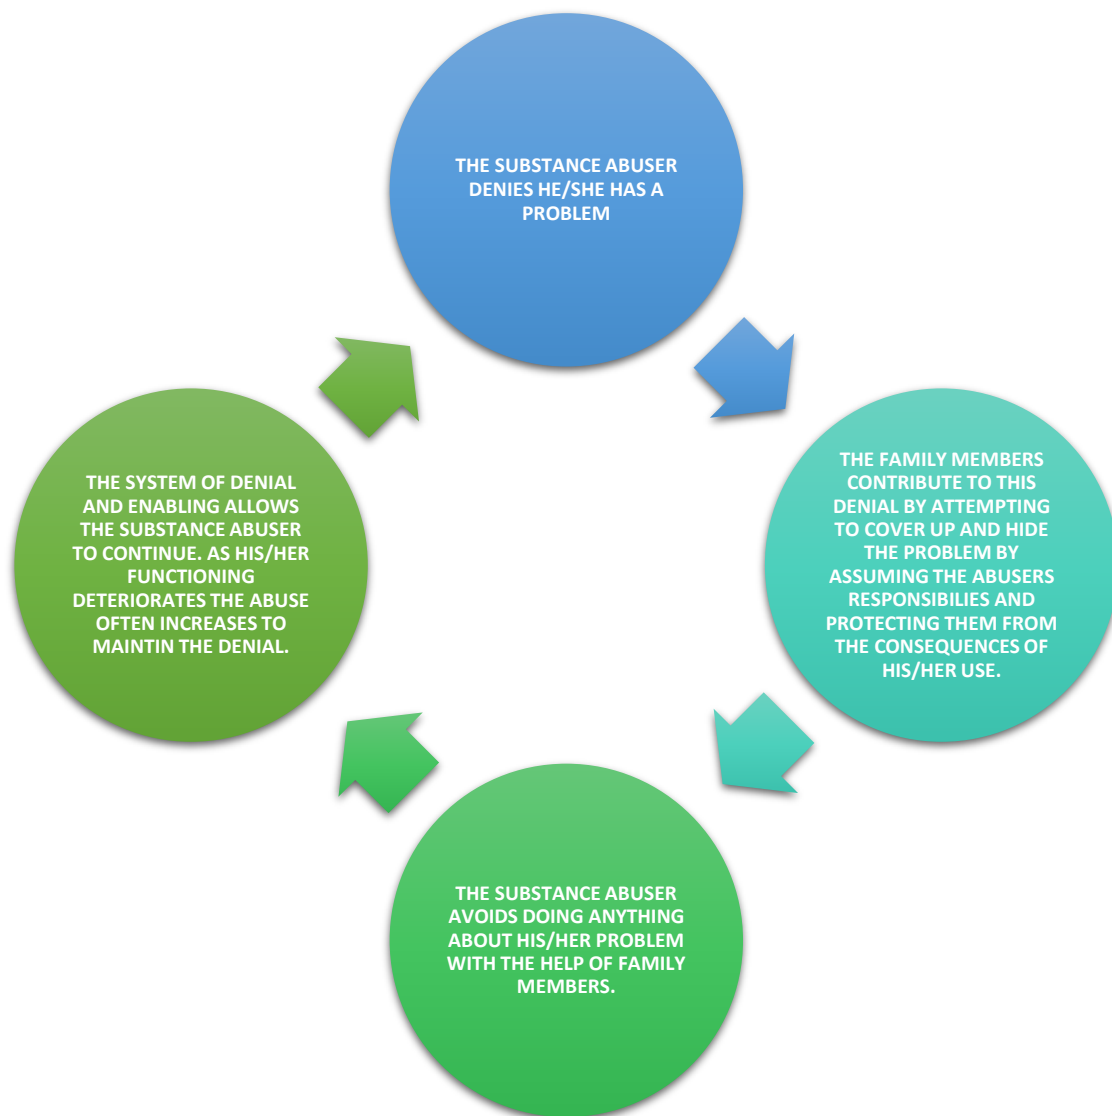 THE SUBSTANCE ABUSER
DENIES HE/SHE HAS A
PROBLEM
THE FAMILY MEMBERS
CONTRIBUTE TO THIS
DENIAL BY ATTEMPTING
TO COVER UP AND HIDE
THE PROBLEM BY
ASSUMING THE ABUSERS
RESPONSIBILIES AND
PROTECTING THEM FROM
THE CONSEQUENCES OF
HIS/HER USE.
THE SUBSTANCE ABUSER
AVOIDS DOING ANYTHING
ABOUT HIS/HER PROBLEM
WITH THE HELP OF FAMILY
MEMBERS.
THE SYSTEM OF DENIAL
AND ENABLING ALLOWS
THE SUBSTANCE ABUSER
TO CONTINUE. AS HIS/HER
FUNCTIONING
DETERIORATES THE ABUSE
OFTEN INCREASES TO
MAINTIN THE DENIAL.